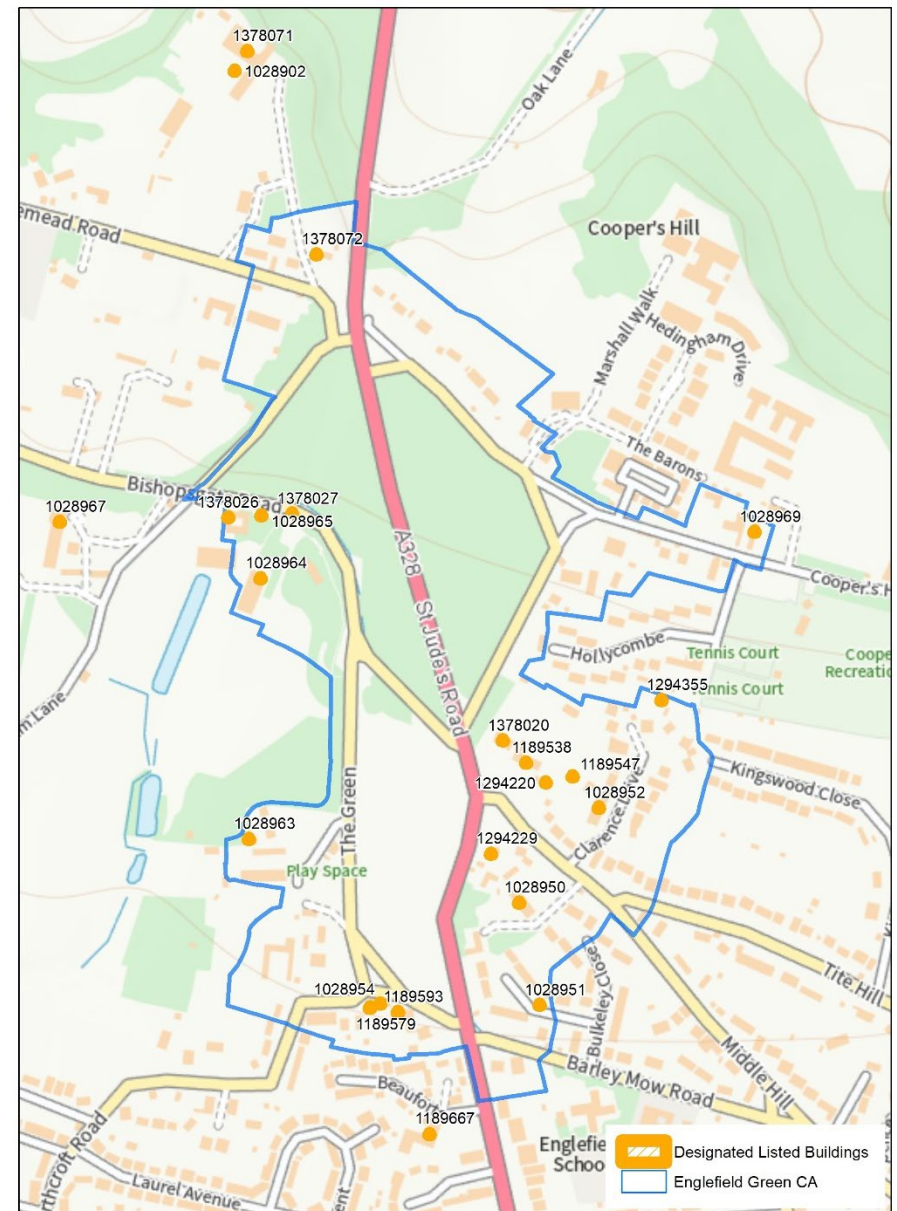 1378071
1028902
Oak Lane
emead Road
1378072
Cooper's Hill
Marshall Walk
Hedingham Drive
The Barons
Bishopsgate Road
1378026
1378027
1028965
1028967
1028969
1028964
A328
St Jude's Road
Cooper's H
Hollycombe
Tennis Court
Tennis Court
Coope
Recreatio
1294355
m Lane
1378020
1189538
1189547
1294220
1028952
Kingswood Close
Clarence Drive
1028963
The Green
Play Space
1294229
1028950
Tite Hill
1028954
1189593
1189579
1028951
Bulkeley Close
Middle Hill
Barley Mow Road
Beaufort
1189667
rthcroft Road
Laurel Avenue
ent
Englefie
Schoo
Designated Listed Buildings
Englefield Green CA